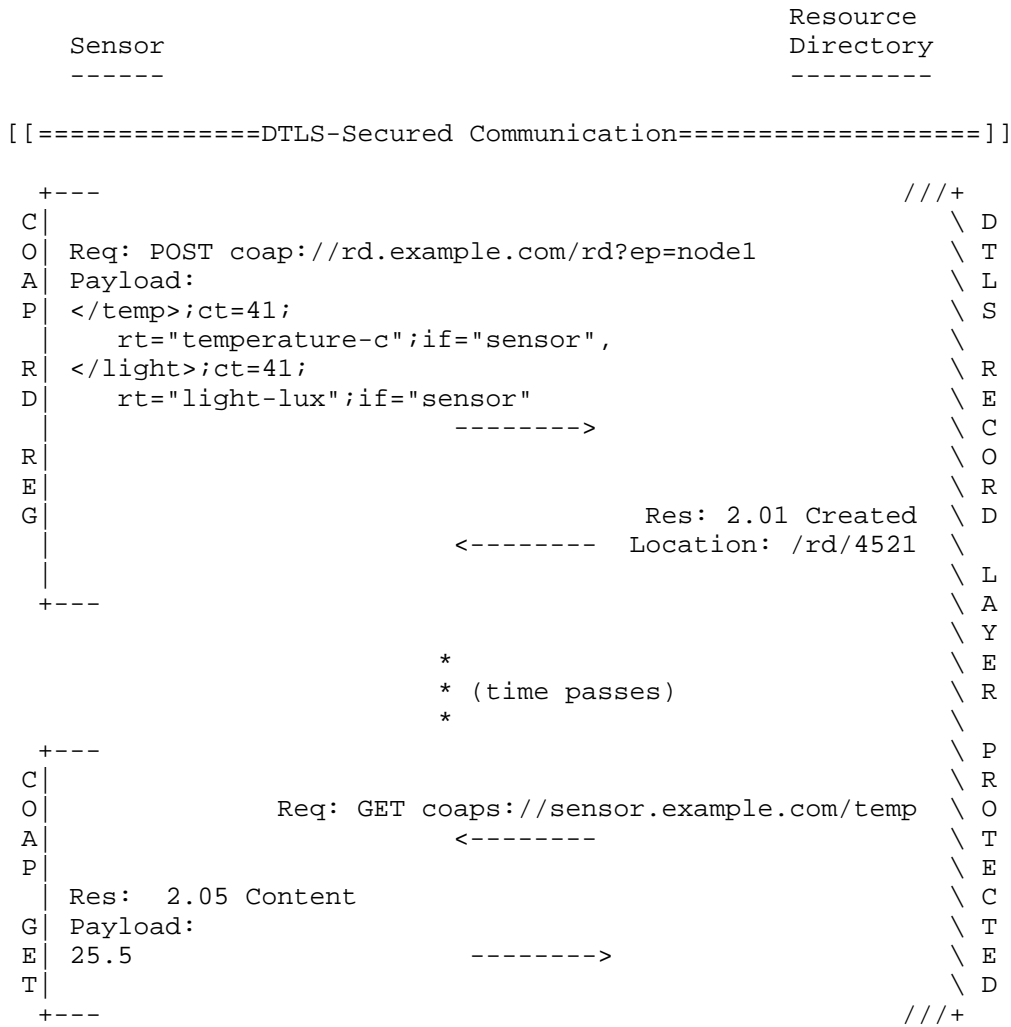 Resource
    Sensor                                       Directory
    ------                                       ---------

[[==============DTLS-Secured Communication===================]]

  +---                                                  ///+
 C|                                                        \ D
 O| Req: POST coap://rd.example.com/rd?ep=node1            \ T
 A| Payload:                                               \ L
 P| </temp>;ct=41;                                         \ S
  |    rt="temperature-c";if="sensor",                     \
 R| </light>;ct=41;                                        \ R
 D|    rt="light-lux";if="sensor"                          \ E
  |                         -------->                      \ C
 R|                                                        \ O
 E|                                                        \ R
 G|                                     Res: 2.01 Created  \ D
  |                         <--------  Location: /rd/4521  \
  |                                                        \ L
  +---                                                     \ A
                                                           \ Y
                           *                               \ E
                           * (time passes)                 \ R
                           *                               \
  +---                                                     \ P
 C|                                                        \ R
 O|              Req: GET coaps://sensor.example.com/temp  \ O
 A|                         <--------                      \ T
 P|                                                        \ E
  | Res:  2.05 Content                                     \ C
 G| Payload:                                               \ T
 E| 25.5                     -------->                     \ E
 T|                                                        \ D
  +---                                                  ///+